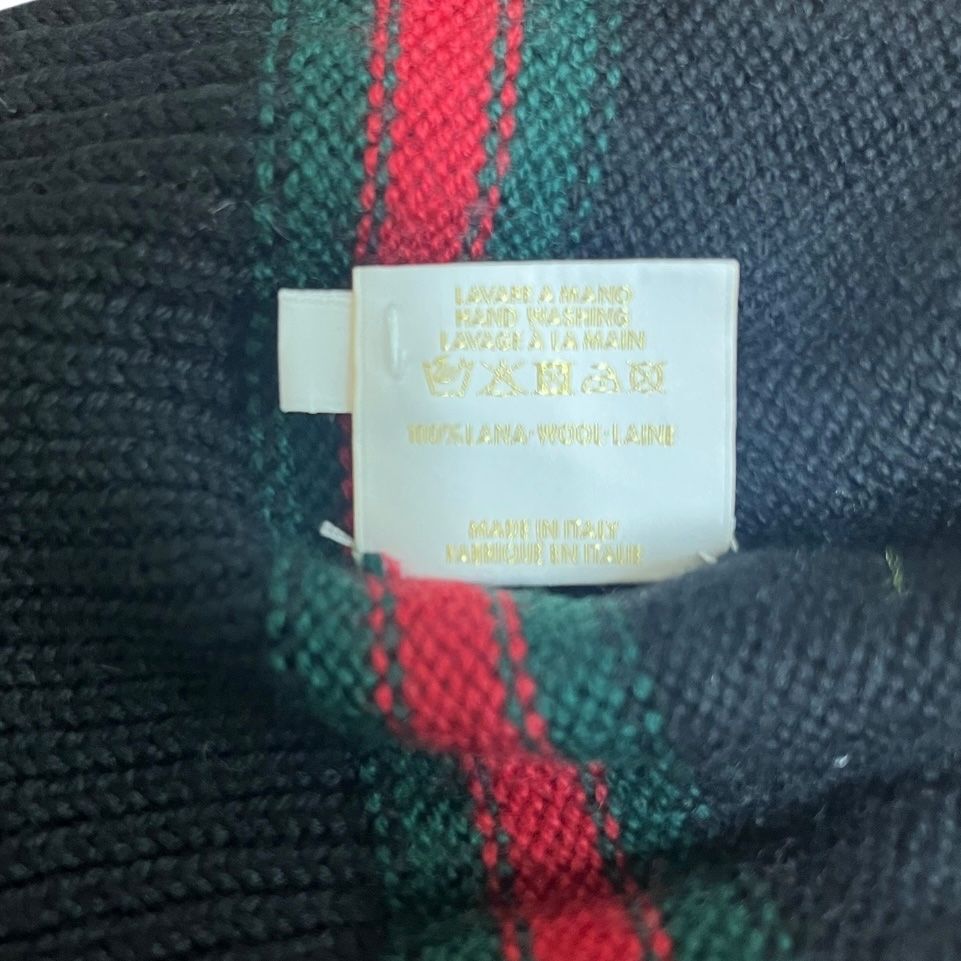 LAVARE A MANO
HAND WASHING
LAVAGE À LA MAIN
100% LANA-WOOL-LAINE
MADE IN ITALY
FABRIQUE EN ITALIE